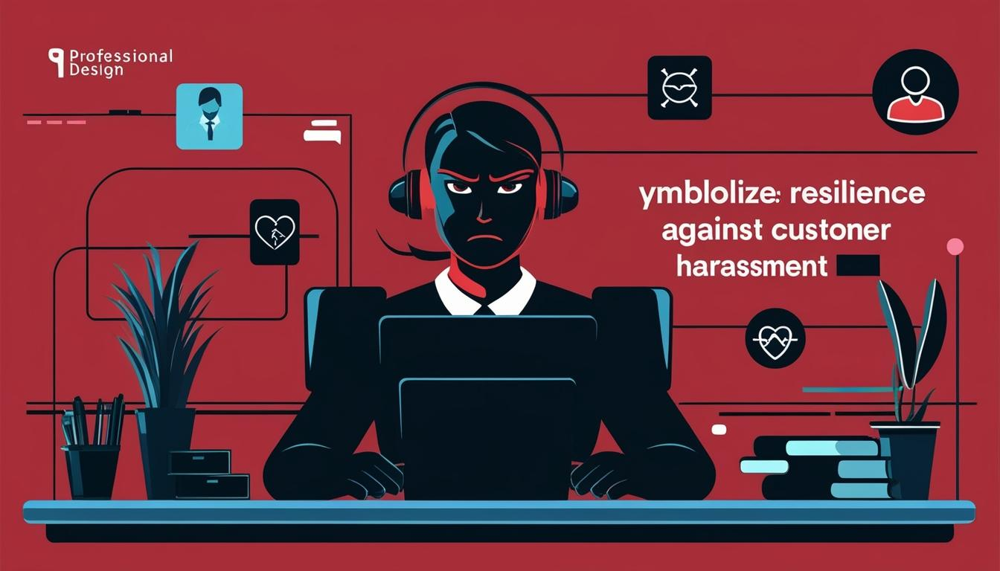 Professional
Design
ymblolize: resilience
against custoner
harassment